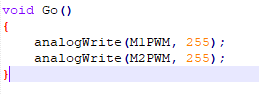 void Go()
{
    analogWrite(M1PWM, 255);
    analogWrite(M2PWM, 255);
}